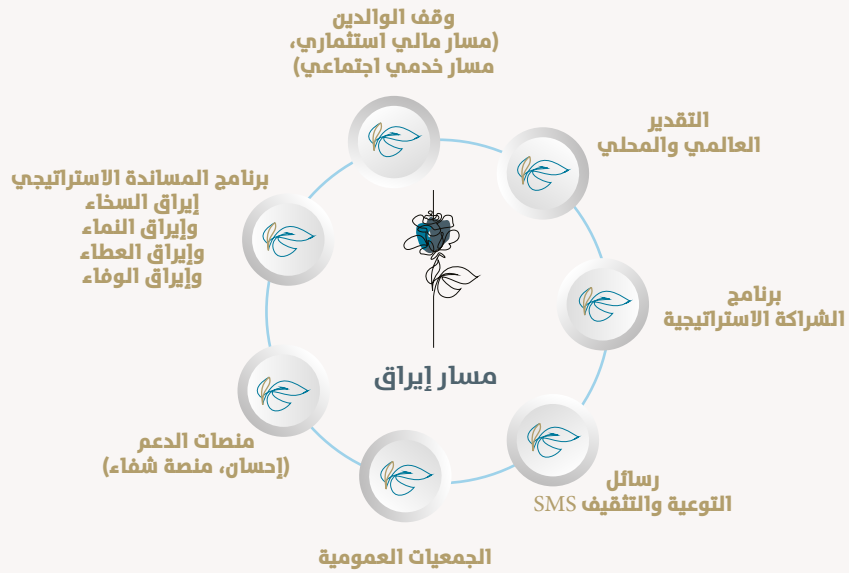 وقف الوالدين
(مسار مالي استثماري،
مسار خدمي اجتماعي)
التقدير
العالمي والمحلي
برنامج
الشراكة الاستراتيجية
رسائل
التوعية والتثقيف SMS
الجمعيات العمومية
منصات الدعم
(إحسان، منصة شفاء)
برنامج المساندة الاستراتيجي
إيراق السخاء
وإيراق النماء
وإيراق العطاء
وإيراق الوفاء
مسار إيراق